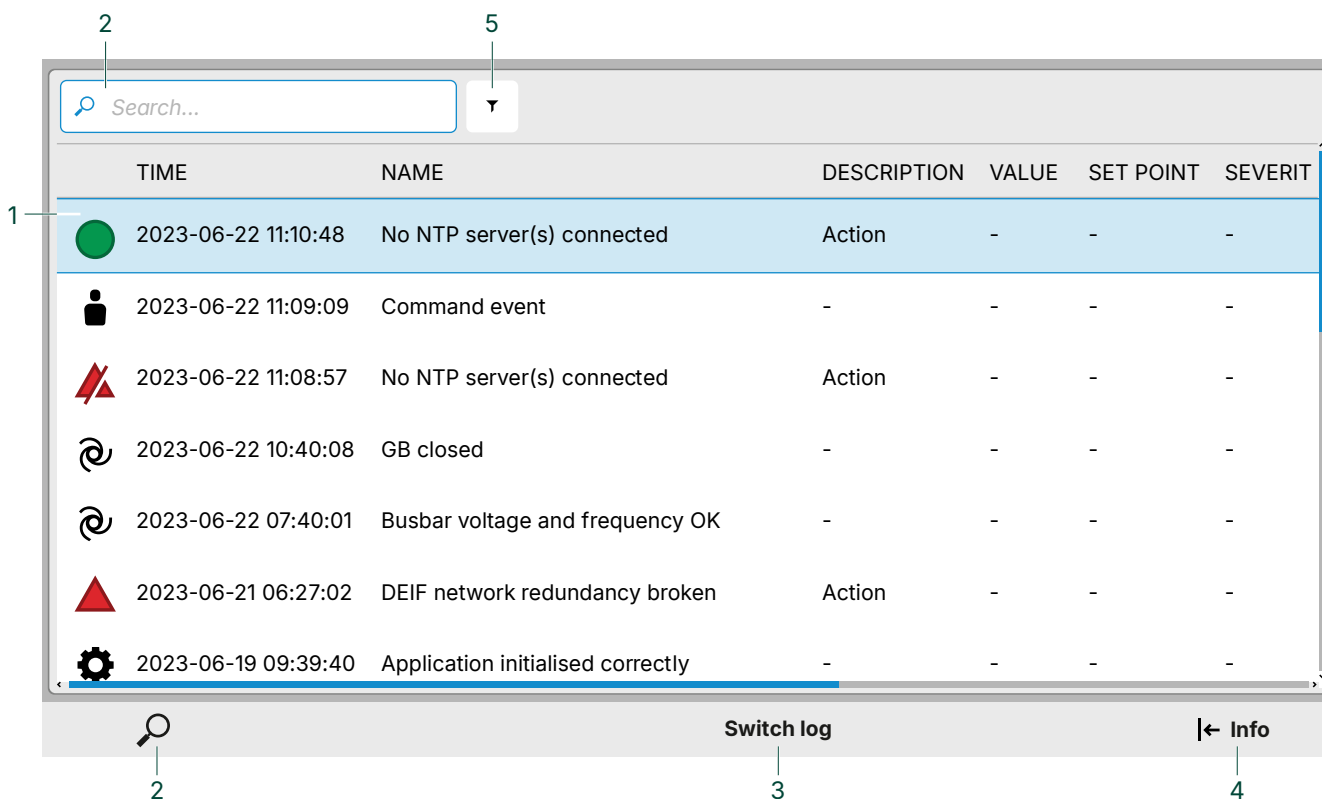 2 5
Search...
TIME NAME DESCRIPTION VALUE SET POINT SEVERIT
1
2023-06-22 11:10:48 No NTP server(s) connected Action - - -
2023-06-22 11:09:09 Command event - - - -
2023-06-22 11:08:57 No NTP server(s) connected Action - - -
2023-06-22 10:40:08 GB closed - - - -
2023-06-22 07:40:01 Busbar voltage and frequency OK - - - -
2023-06-21 06:27:02 DEIF network redundancy broken Action - - -
2023-06-19 09:39:40 Application initialised correctly - - - -
Switch log Info
2 3 4